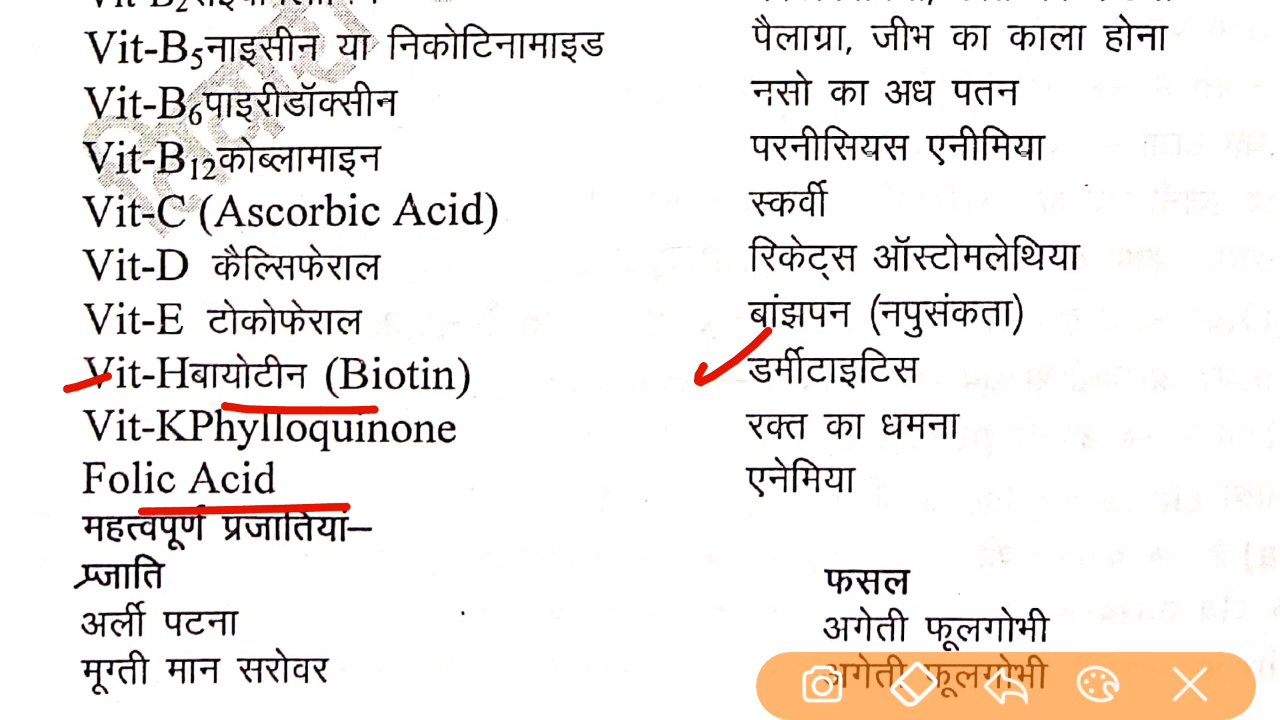 Vit-B5नाइसीन या निकोटिनामाइड पैलाग्रा, जीभ का काला होना
Vit-B6पाइरीडॉक्सीन नसो का अध पतन
Vit-B12कोब्लामाइन परनीसियस एनीमिया
Vit-C (Ascorbic Acid) स्कर्वी
Vit-D कैल्सिफेराल रिकेट्स ऑस्टोमलेथिया
Vit-E टोकोफेराल बांझपन (नपुसंकता)
Vit-Hबायोटीन (Biotin) डर्मीटाइटिस
Vit-KPhylloquinone रक्त का धमना
Folic Acid एनेमिया
महत्वपूर्ण प्रजातियां–
प्र्जाति फसल
अर्ली पटना अगेती फूलगोभी
मूग्ती मान सरोवर अगेती फूलगोभी